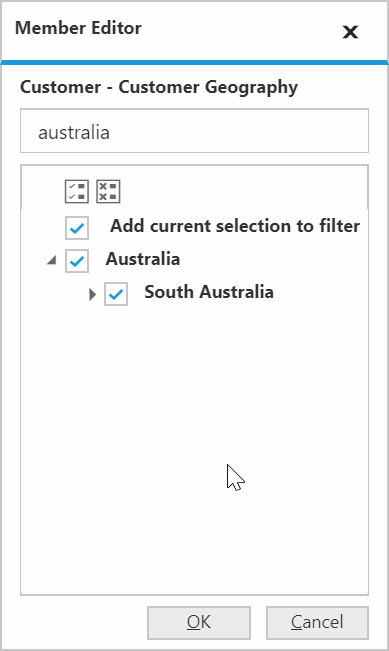 Member Editor
Customer - Customer Geography
australia
Add current selection to filter
Australia
South Australia
OK
Cancel